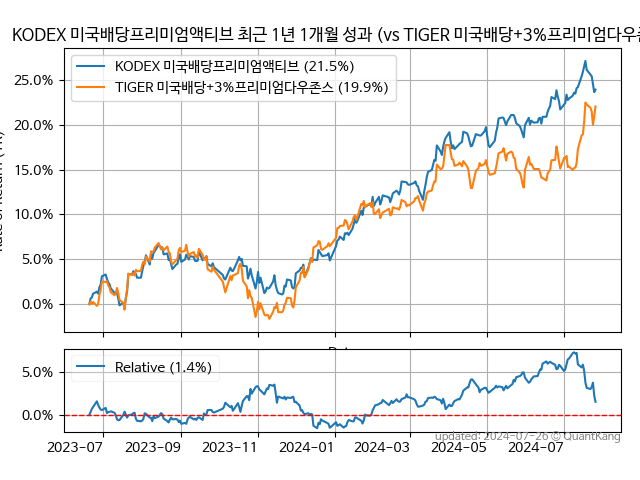 KODEX 미국배당프리미엄액티브 최근 1년 1개월 성과 (vs TIGER 미국배당+3%프리미엄다우
KODEX 미국배당프리미엄액티브 (21.5%)
TIGER 미국배당+3%프리미엄다우존스 (19.9%)
25.0%
20.0%
15.0%
10.0%
5.0%
0.0%
Relative (1.4%)
5.0%
0.0%
2023-07 2023-09 2023-11 2024-01 2024-03 2024-05 2024-07
updated: 2024-07-26 © QuantKang